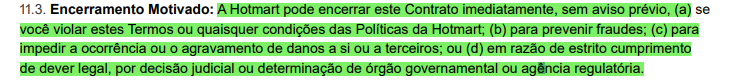 11.3. Encerramento Motivado: A Hotmart pode encerrar este Contrato imediatamente, sem aviso prévio, (a) se
você violar estes Termos ou quaisquer condições das Políticas da Hotmart; (b) para prevenir fraudes; (c) para
impedir a ocorrência ou o agravamento de danos a si ou a terceiros; ou (d) em razão de estrito cumprimento
de dever legal, por decisão judicial ou determinação de órgão governamental ou agência regulatória.